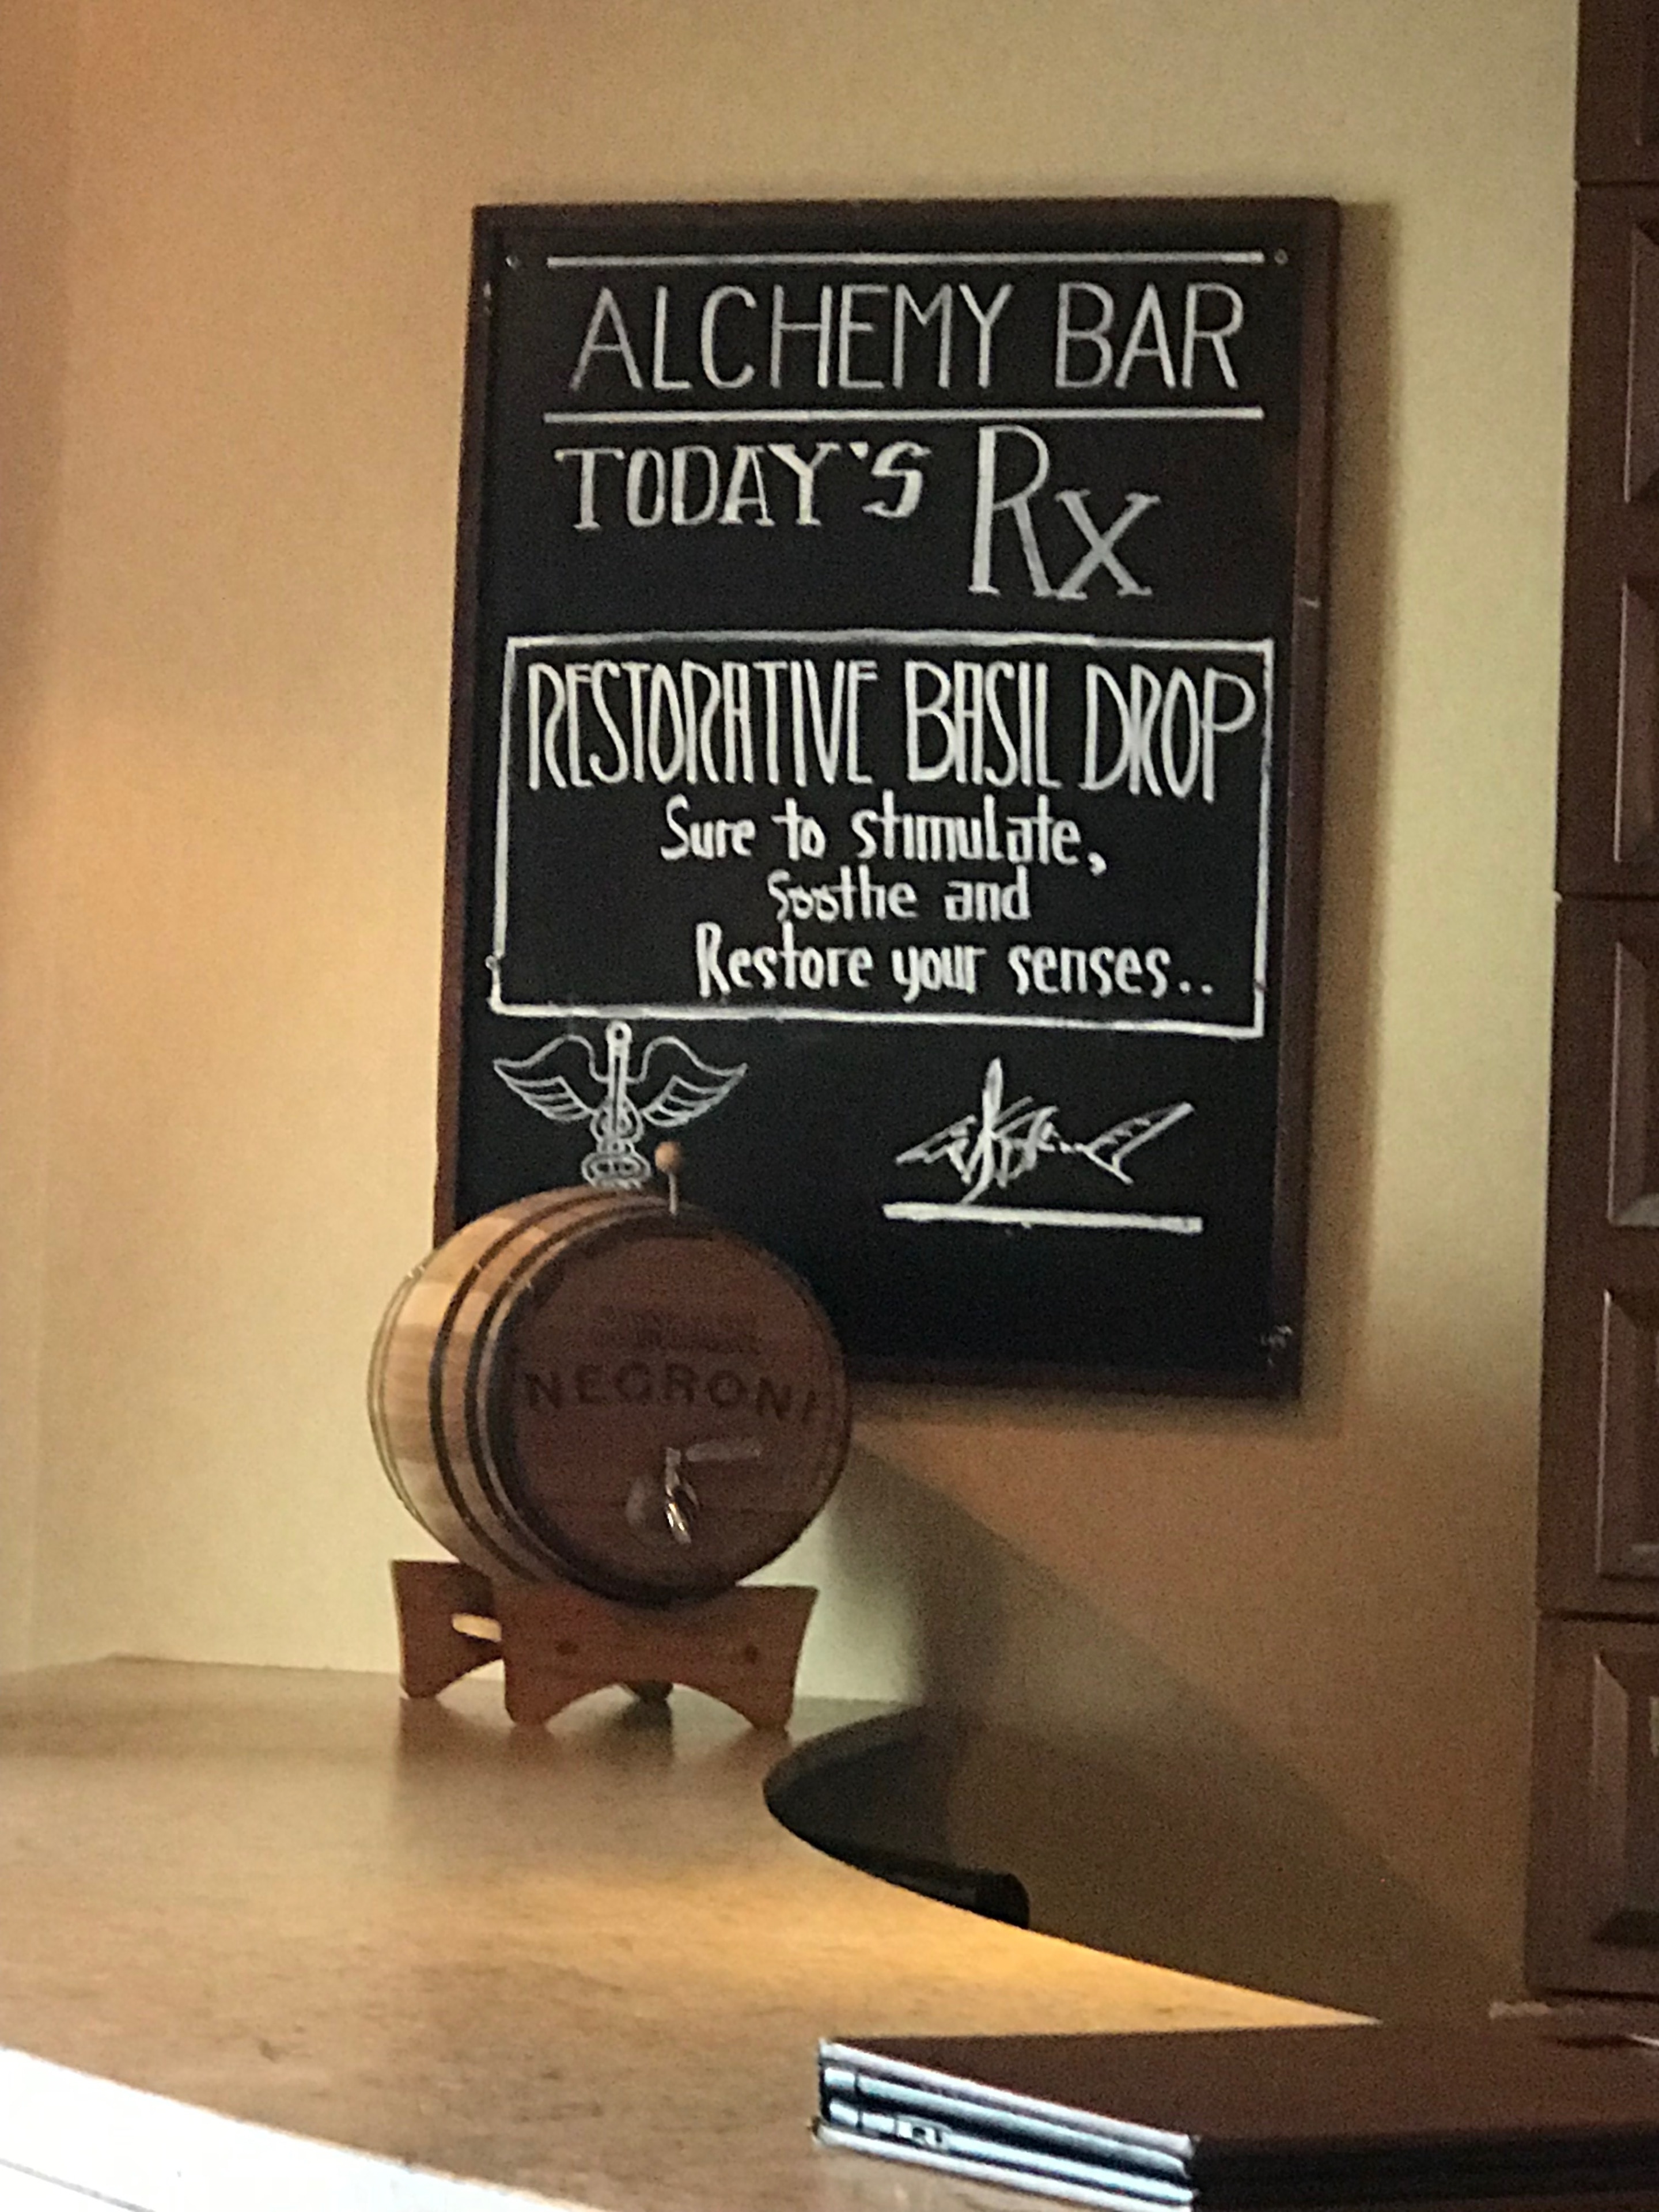 ALCHEMY BAR
TODAY'S Rx
RESTORATIVE BASIL DROP
Sure to stimulate,
Soothe and
Restore your senses..
NEGRONI